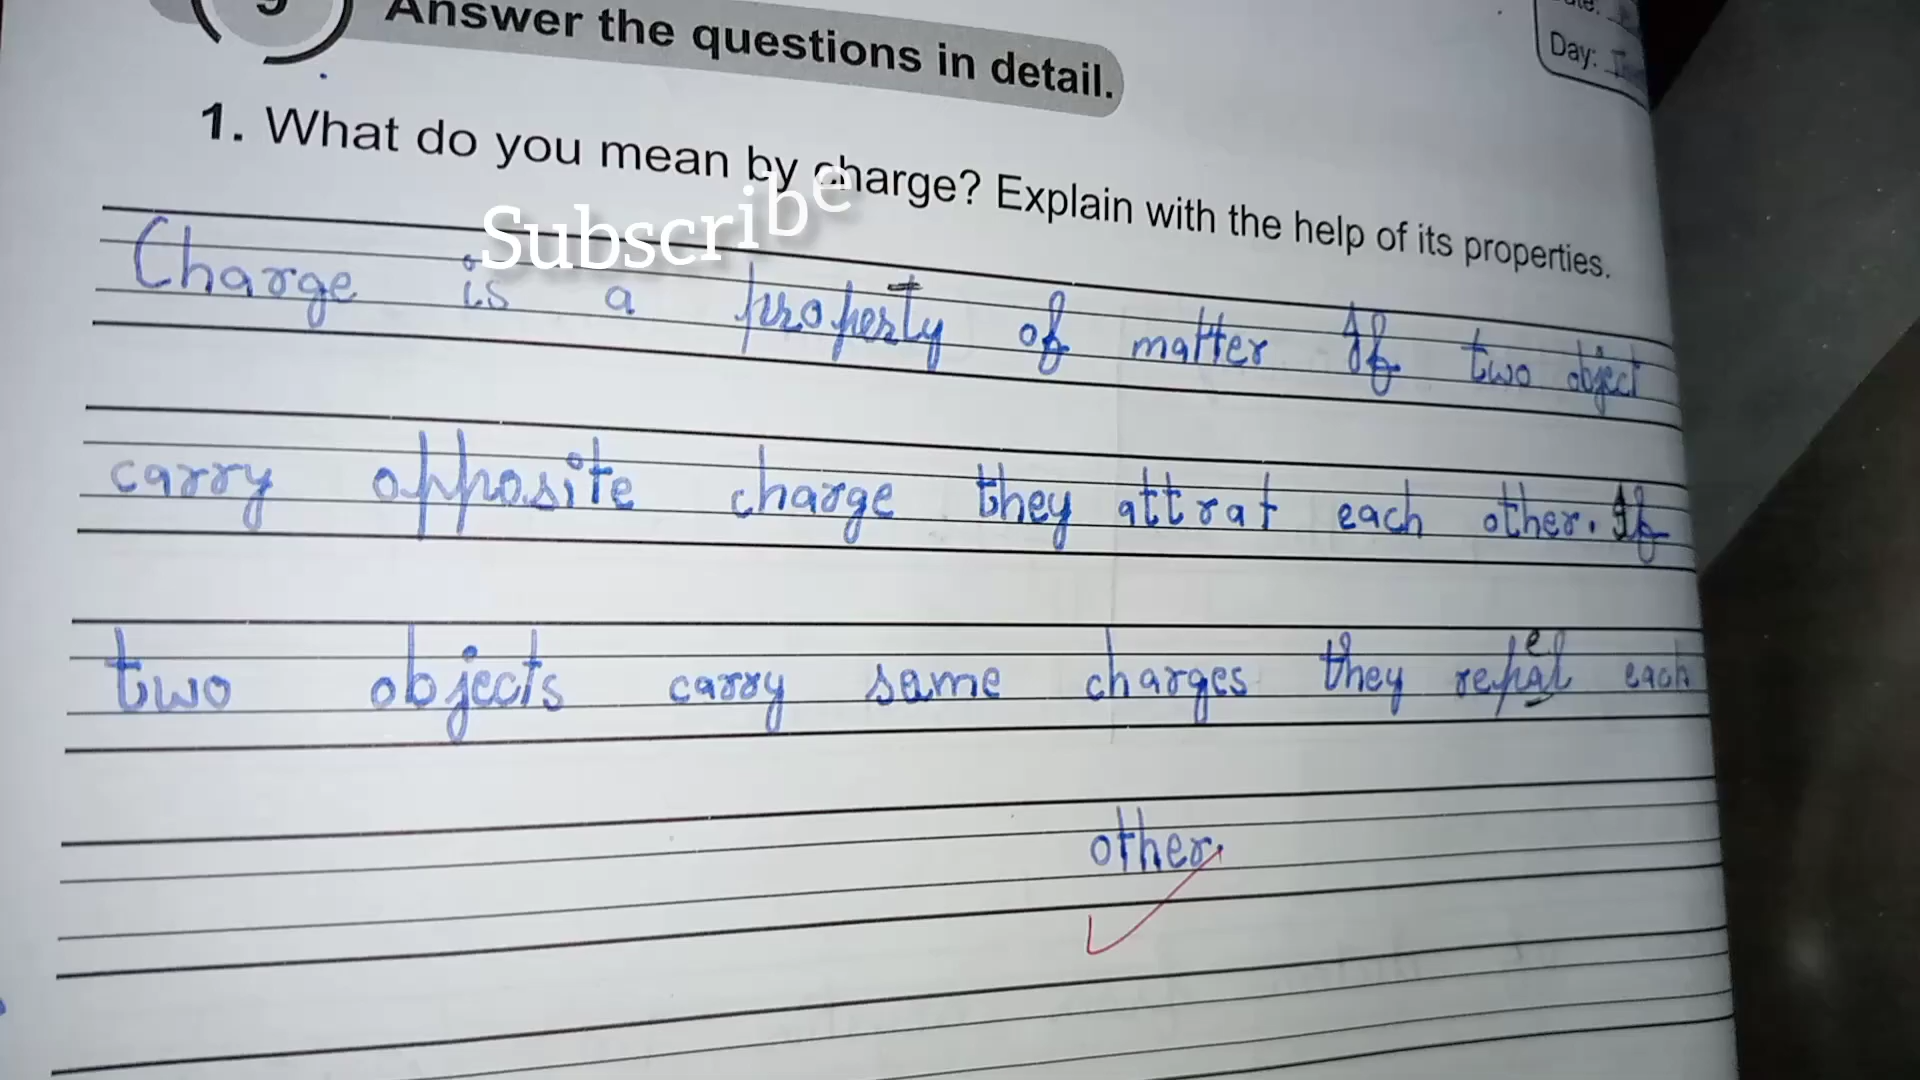 Answer the questions in detail.
Day:
1. What do you mean by charge? Explain with the help of its properties.
Subscribe
Charge is a property of matter If two object
carry opposite charge they attrat each other. If
two objects carry same charges they repel each
other.